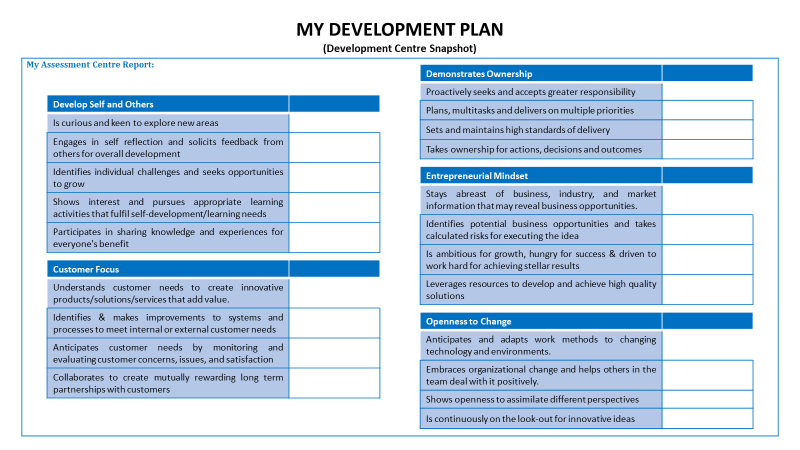 MY DEVELOPMENT PLAN
(Development Centre Snapshot)
My Assessment Centre Report:
Develop Self and Others
Is curious and keen to explore new areas
Engages in self reflection and solicits feedback from
others for overall development
Identifies individual challenges and seeks opportunities
to grow
Shows interest and pursues appropriate learning
activities that fulfil self-development/learning needs
Participates in sharing knowledge and experiences for
everyone's benefit
Customer Focus
Understands customer needs to create innovative
products/solutions/services that add value.
Identifies & makes improvements to systems and
processes to meet internal or external customer needs
Anticipates customer needs by monitoring and
evaluating customer concerns, issues, and satisfaction
Collaborates to create mutually rewarding long term
partnerships with customers
Demonstrates Ownership
Proactively seeks and accepts greater responsibility
Plans, multitasks and delivers on multiple priorities
Sets and maintains high standards of delivery
Takes ownership for actions, decisions and outcomes
Entrepreneurial Mindset
Stays abreast of business, industry, and market
information that may reveal business opportunities.
Identifies potential business opportunities and takes
calculated risks for executing the idea
Is ambitious for growth, hungry for success & driven to
work hard for achieving stellar results
Leverages resources to develop and achieve high quality
solutions
Openness to Change
Anticipates and adapts work methods to changing
technology and environments.
Embraces organizational change and helps others in the
team deal with it positively.
Shows openness to assimilate different perspectives
Is continuously on the look-out for innovative ideas